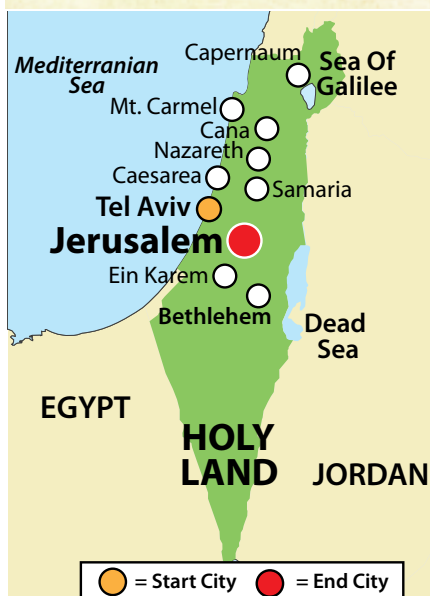 Capernaum
Mediterranian
Sea
Sea Of
Galilee
Mt. Carmel
Cana
Nazareth
Caesarea
Samaria
Tel Aviv
Jerusalem
Ein Karem
Bethlehem
Dead
Sea
EGYPT
HOLY
LAND
JORDAN
= Start City = End City